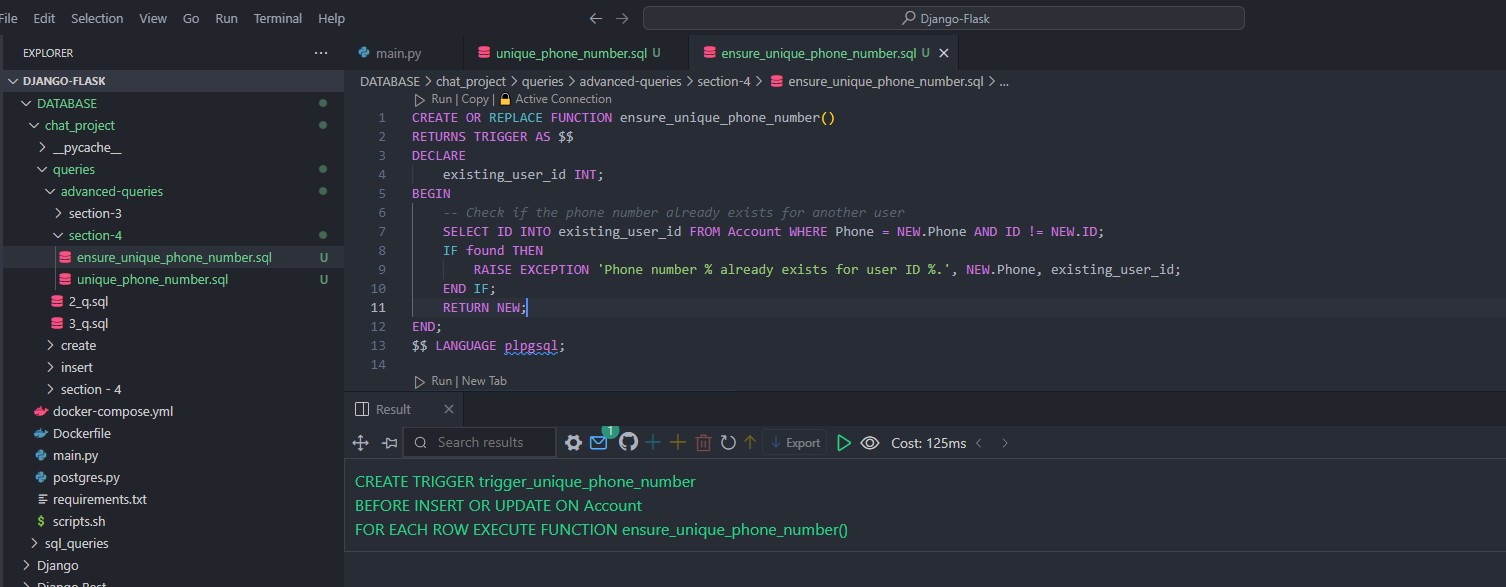 File Edit Selection View Go Run Terminal Help
Django-Flask
EXPLORER
DJANGO-FLASK
DATABASE
chat_project
__pycache__
queries
advanced-queries
section-3
section-4
ensure_unique_phone_number.sql U
unique_phone_number.sql U
2_q.sql
3_q.sql
create
insert
section - 4
docker-compose.yml
Dockerfile
main.py
postgres.py
requirements.txt
scripts.sh
sql_queries
Django
Django Rest
main.py
unique_phone_number.sql U
ensure_unique_phone_number.sql U
DATABASE > chat_project > queries > advanced-queries > section-4 > ensure_unique_phone_number.sql > ...
Run | Copy | Active Connection
1 CREATE OR REPLACE FUNCTION ensure_unique_phone_number()
2 RETURNS TRIGGER AS $$
3 DECLARE
4 existing_user_id INT;
5 BEGIN
6 -- Check if the phone number already exists for another user
7 SELECT ID INTO existing_user_id FROM Account WHERE Phone = NEW.Phone AND ID != NEW.ID;
8 IF found THEN
9 RAISE EXCEPTION 'Phone number % already exists for user ID %.', NEW.Phone, existing_user_id;
10 END IF;
11 RETURN NEW;
12 END;
13 $$ LANGUAGE plpgsql;
14
Run | New Tab
Result
Search results
1
Export
Cost: 125ms
CREATE TRIGGER trigger_unique_phone_number
BEFORE INSERT OR UPDATE ON Account
FOR EACH ROW EXECUTE FUNCTION ensure_unique_phone_number()